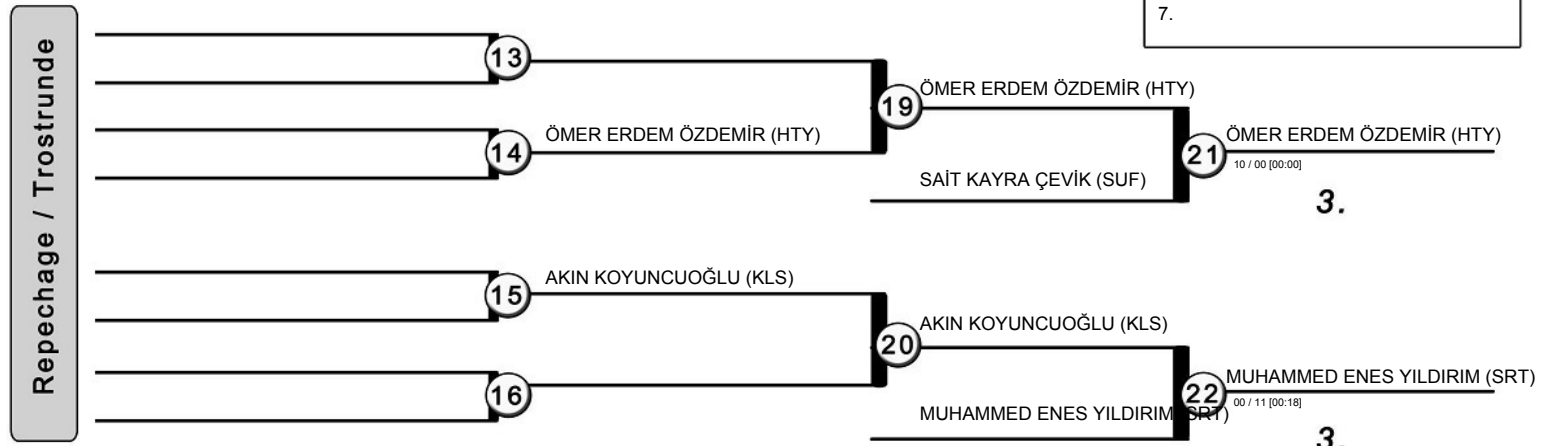 7.
Repechage / Trostrunde
13
ÖMER ERDEM ÖZDEMİR (HTY)
19
14
ÖMER ERDEM ÖZDEMİR (HTY)
ÖMER ERDEM ÖZDEMİR (HTY)
21
10 / 00 [00:00]
SAİT KAYRA ÇEVİK (SUF)
3.
AKIN KOYUNCUOĞLU (KLS)
15
AKIN KOYUNCUOĞLU (KLS)
20
MUHAMMED ENES YILDIRIM (SRT)
22
00 / 11 [00:18]
16
MUHAMMED ENES YILDIRIM (SRT)
3.